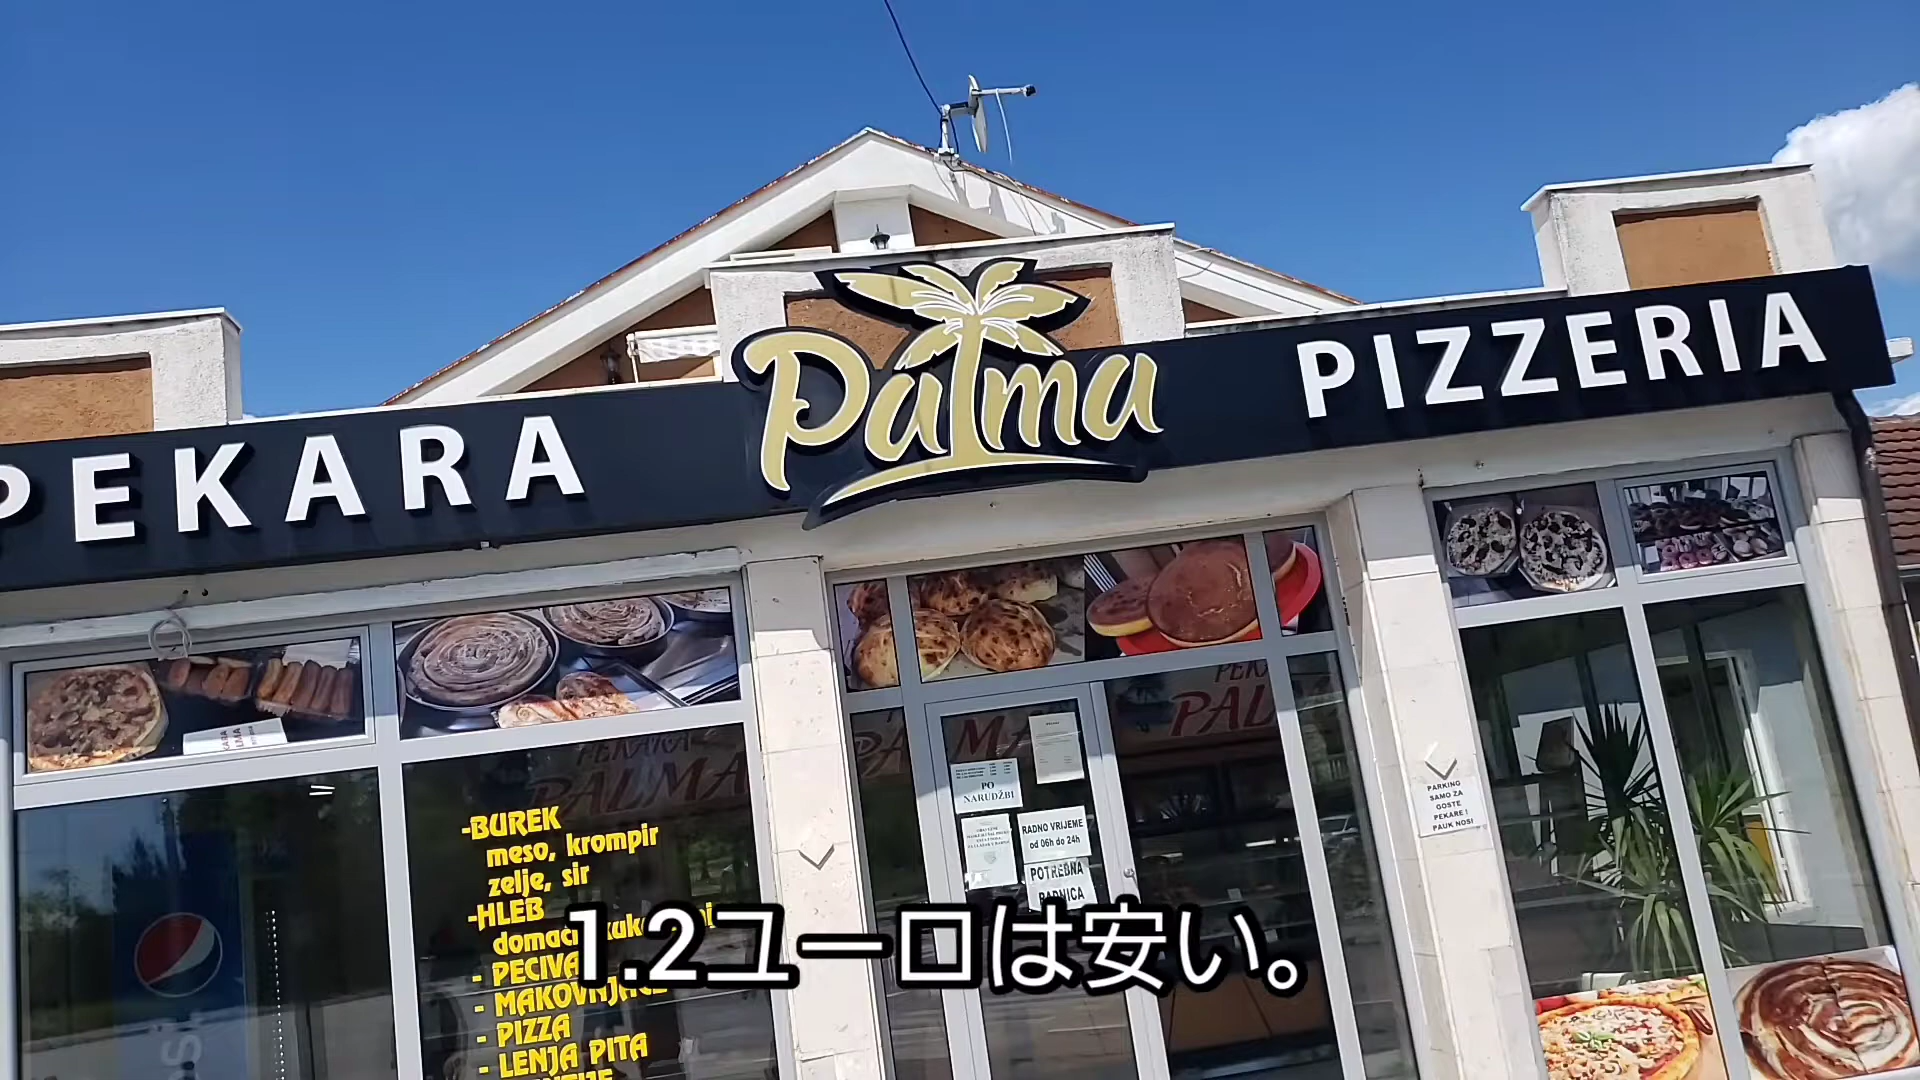 PEKARA
Palma
PIZZERIA
PEKARA
PALMA
-BUREK
meso, krompir
zelje, sir
-HLEB
- PECIVA
- MAKOVNJAČE
- PIZZA
- LENJA PITA
PO
NARUDŽBI
RADNO VRIJEME
od 06h do 24h
POTREBNA
RADNICA
PARKING
SAMO ZA
GOSTE
PEKARE !
PAUK NOSI
1.2ユーロは安い。